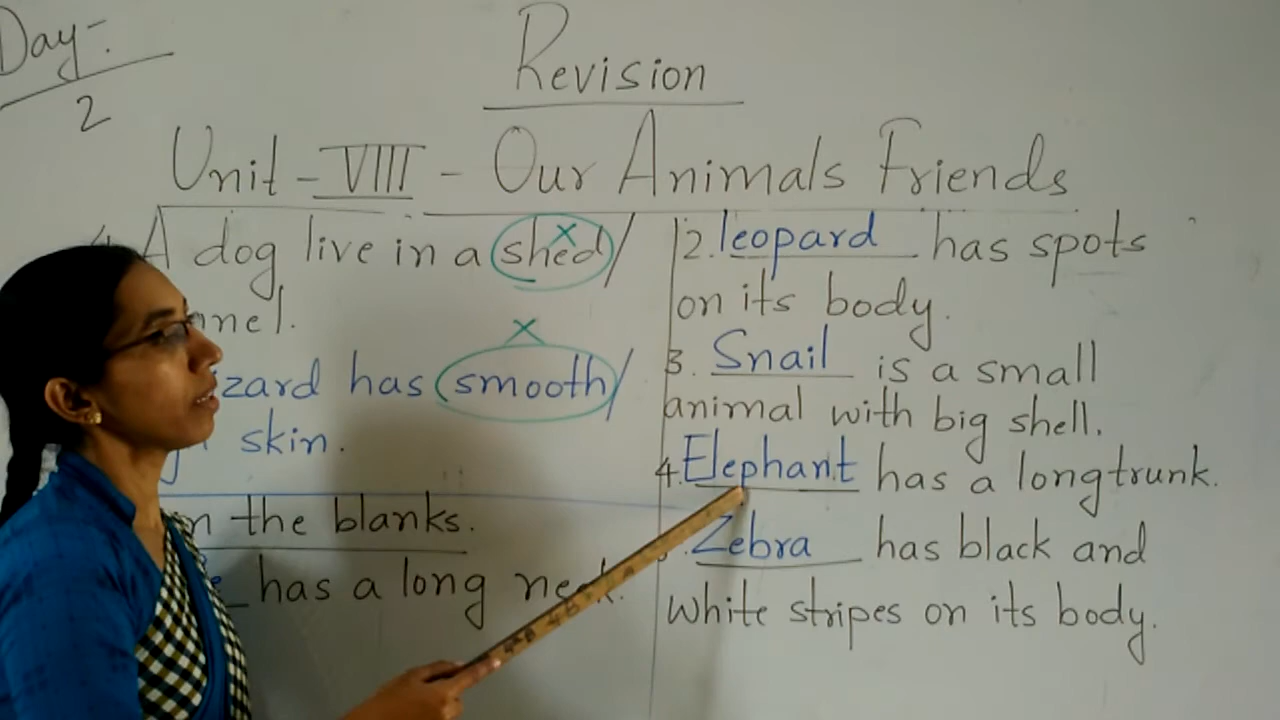 Day:-
2
Revision
Unit - VIII - Our Animals Friends
A dog live in a shed/
nel.
zard has smooth/
skin.
n the blanks.
has a long neck.
2. leopard has spots
on its body.
3. Snail is a small
animal with big shell.
4. Elephant has a long trunk.
Zebra has black and
white stripes on its body.